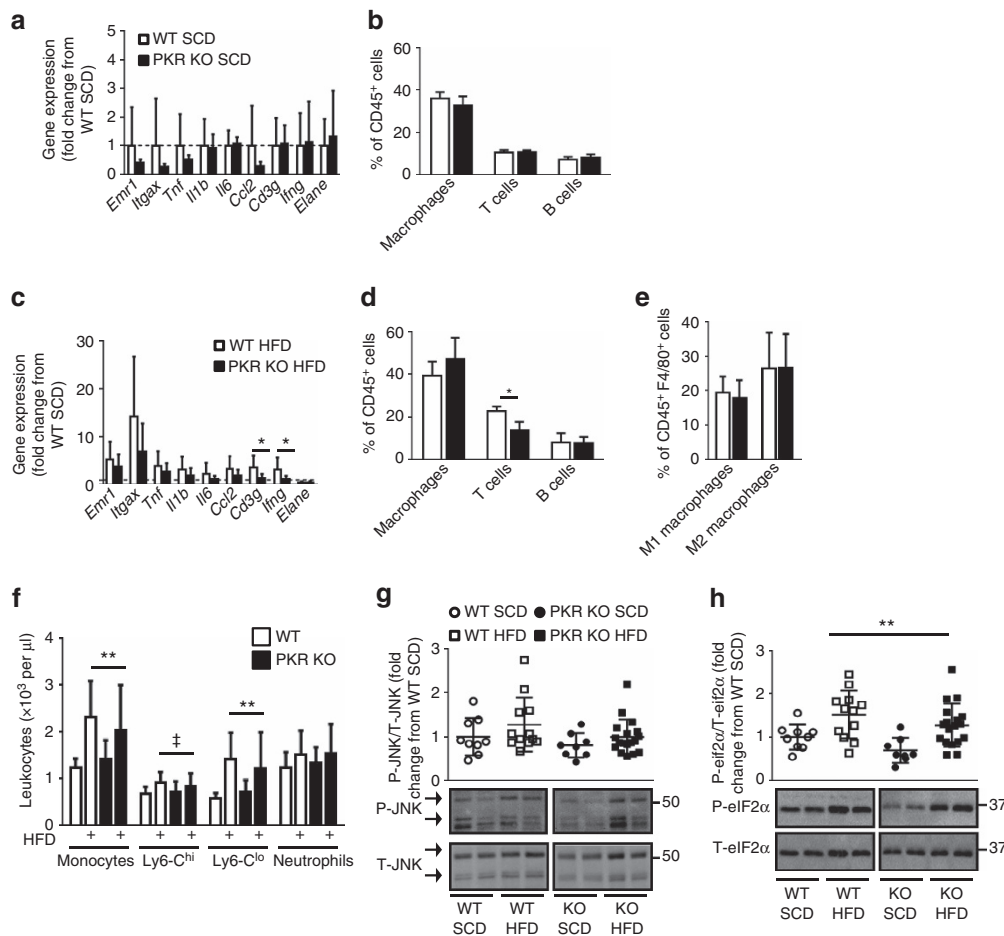 a
Gene expression
(fold change from
WT SCD)
5
4
3
2
1
0
WT SCD
PKR KO SCD
Emr1
Itgax
Tnf
Il1b
Il6
Ccl2
Cd3g
Ifng
Elane
b
% of CD45+ cells
60
40
20
0
Macrophages
T cells
B cells
c
Gene expression
(fold change from
WT SCD)
30
20
10
0
WT HFD
PKR KO HFD
*
*
Emr1
Itgax
Tnf
Il1b
Il6
Ccl2
Cd3g
Ifng
Elane
d
% of CD45+ cells
60
40
20
0
*
Macrophages
T cells
B cells
e
% of CD45+ F4/80+ cells
40
30
20
10
0
M1 macrophages
M2 macrophages
f
Leukocytes (×10³ per µl)
4
3
2
1
0
WT
PKR KO
**
‡
**
HFD + + + + + + + +
Monocytes Ly6-Chi Ly6-Clo Neutrophils
g
WT SCD PKR KO SCD
WT HFD PKR KO HFD
P-JNK/T-JNK (fold
change from WT SCD)
3
2
1
0
P-JNK
50
T-JNK
50
WT
SCD
WT
HFD
KO
SCD
KO
HFD
h
P-eif2α/T-eif2α (fold
change from WT SCD)
3
2
1
0
**
P-eIF2α
37
T-eIF2α
37
WT
SCD
WT
HFD
KO
SCD
KO
HFD